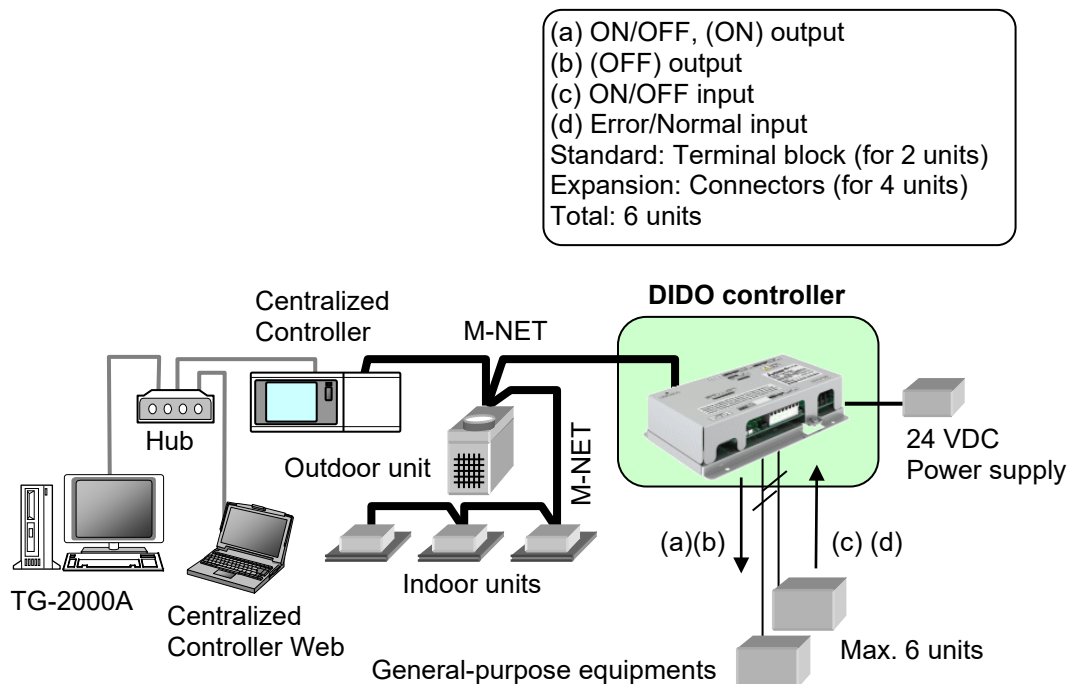 (a) ON/OFF, (ON) output
(b) (OFF) output
(c) ON/OFF input
(d) Error/Normal input
Standard: Terminal block (for 2 units)
Expansion: Connectors (for 4 units)
Total: 6 units
DIDO controller
Centralized
Controller
M-NET
Hub
Outdoor unit
M-NET
24 VDC
Power supply
(a)(b)
(c) (d)
Indoor units
TG-2000A
Centralized
Controller Web
Max. 6 units
General-purpose equipments